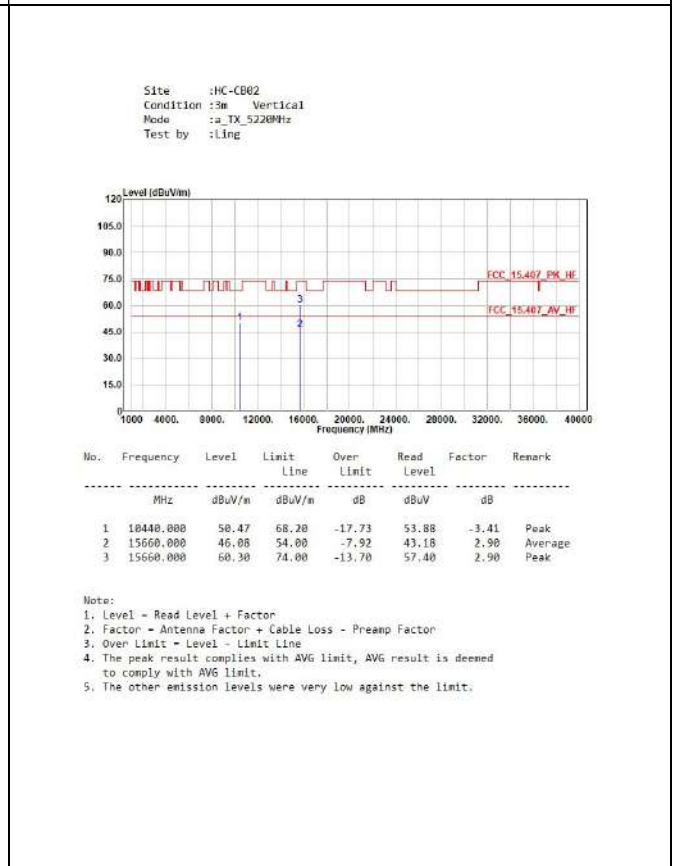 Site :HC-CB02
Condition :3m Vertical
Mode :a_TX_5220MHz
Test by :Ling
Level (dBuV/m)
120
105.0
90.0
75.0
60.0
45.0
30.0
15.0
0
FCC_15.407_PK_HF
FCC_15.407_AV_HF
1
2
3
1000 4000. 8000. 12000. 16000. 20000. 24000. 28000. 32000. 36000. 40000
Frequency (MHz)
No. Frequency Level Limit Over Read Factor Remark
Line Limit Level
------ ----------- -------- --------- --------- -------- -------- ---------
MHz dBuV/m dBuV/m dB dBuV dB
1 10440.000 50.47 68.20 -17.73 53.88 -3.41 Peak
2 15660.000 46.08 54.00 -7.92 43.18 2.90 Average
3 15660.000 60.30 74.00 -13.70 57.40 2.90 Peak
Note:
1. Level = Read Level + Factor
2. Factor = Antenna Factor + Cable Loss - Preamp Factor
3. Over Limit = Level - Limit Line
4. The peak result complies with AVG limit, AVG result is deemed
to comply with AVG limit.
5. The other emission levels were very low against the limit.